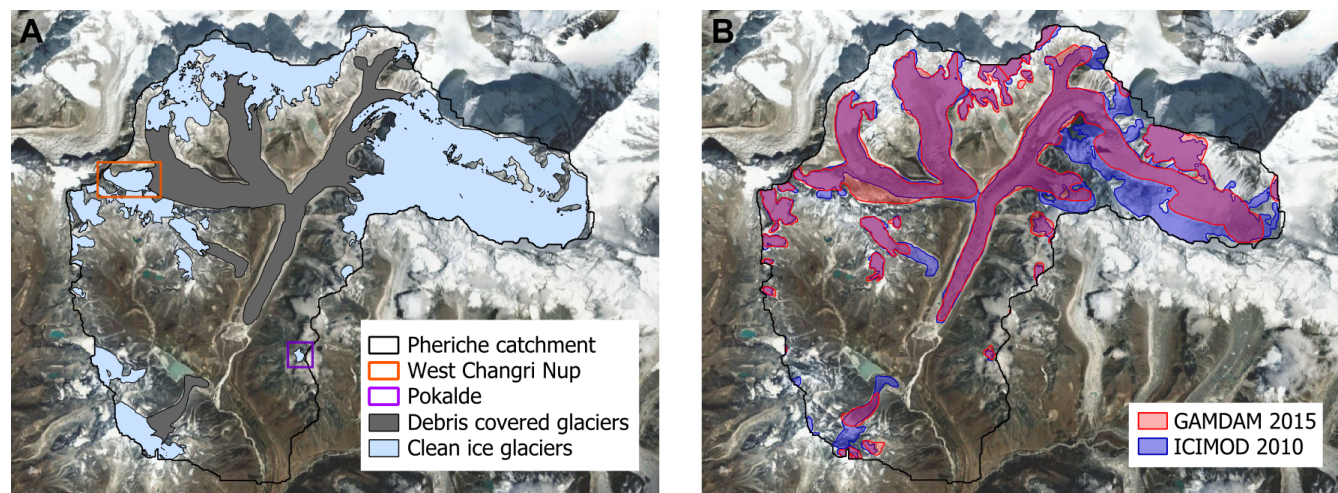 A
Pheriche catchment
West Changri Nup
Pokalde
Debris covered glaciers
Clean ice glaciers
B
GAMDAM 2015
ICIMOD 2010